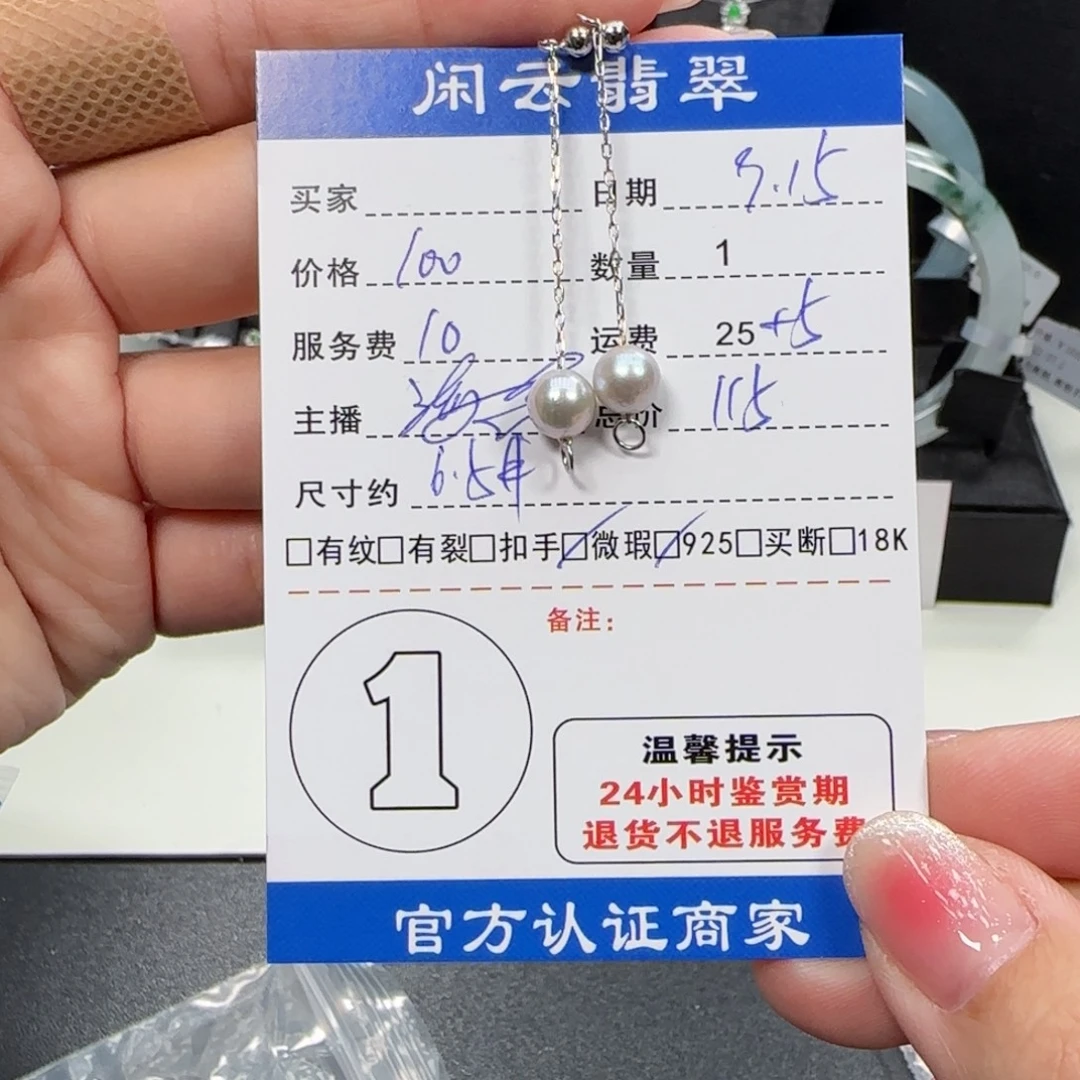 闲云翡翠
买家 日期 9.15
价格 100 数量 1
服务费 10 运费 25+5
主播 总价 115
尺寸约 6.5
□有纹□有裂□扣手☑微瑕☑925□买断□18K
备注：
1
温馨提示
24小时鉴赏期
退货不退服务费
官方认证商家